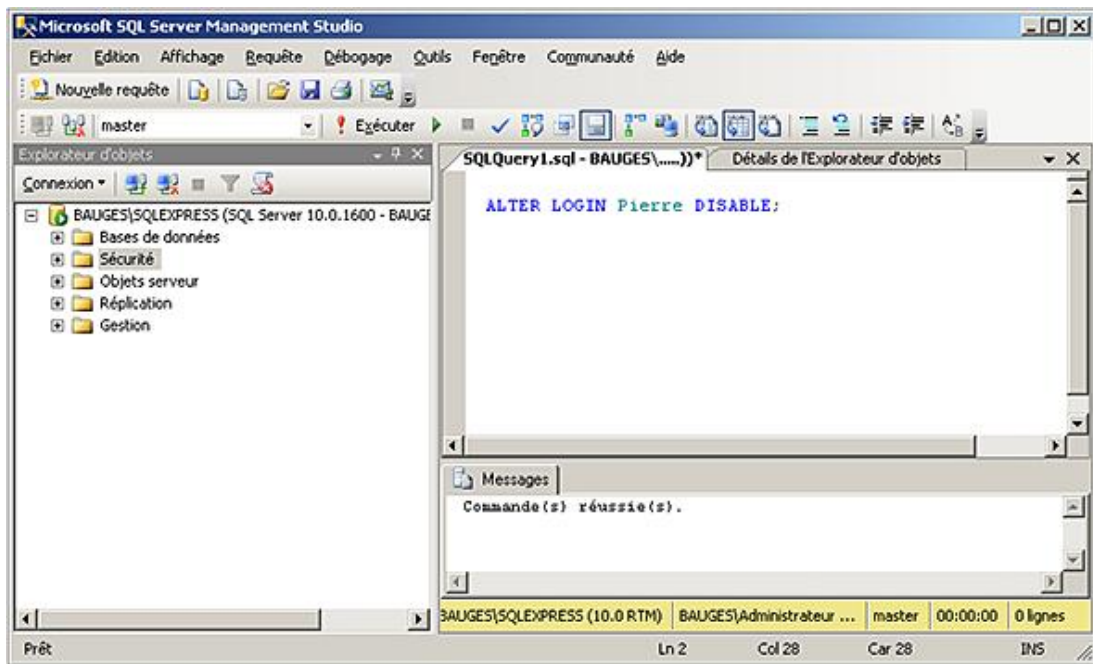 Microsoft SQL Server Management Studio
Fichier Edition Affichage Requête Débogage Outils Fenêtre Communauté Aide
Nouvelle requête
master Exécuter
Explorateur d'objets
Connexion
BAUGES\SQLEXPRESS (SQL Server 10.0.1600 - BAUGE
Bases de données
Sécurité
Objets serveur
Réplication
Gestion
SQLQuery1.sql - BAUGES\.....))* Détails de l'Explorateur d'objets
ALTER LOGIN Pierre DISABLE;
Messages
Commande(s) réussie(s).
BAUGES\SQLEXPRESS (10.0 RTM) BAUGES\Administrateur ... master 00:00:00 0 lignes
Prêt Ln 2 Col 28 Car 28 INS